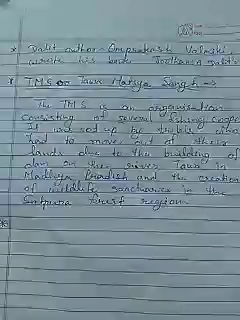 * Dalit author - Omprakash Valmiki,
write his book Joothan
* TMS Tawa Matsya Sangh →
The TMS is an organisation
consisting of several fishing
It was set up by tribals who
had to move out of their
lands due to the building of
dam on the river Tawa in
Madhya Pradish and the creation
of wildlife sanctuaries in the
Satpura forest region
*